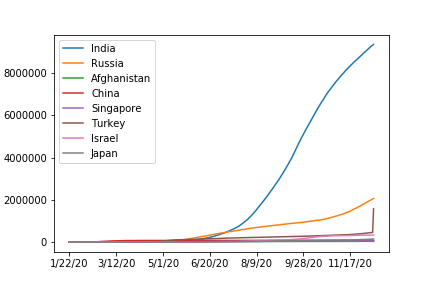 India
Russia
Afghanistan
China
Singapore
Turkey
Israel
Japan
8000000
6000000
4000000
2000000
0
1/22/20 3/12/20 5/1/20 6/20/20 8/9/20 9/28/20 11/17/20